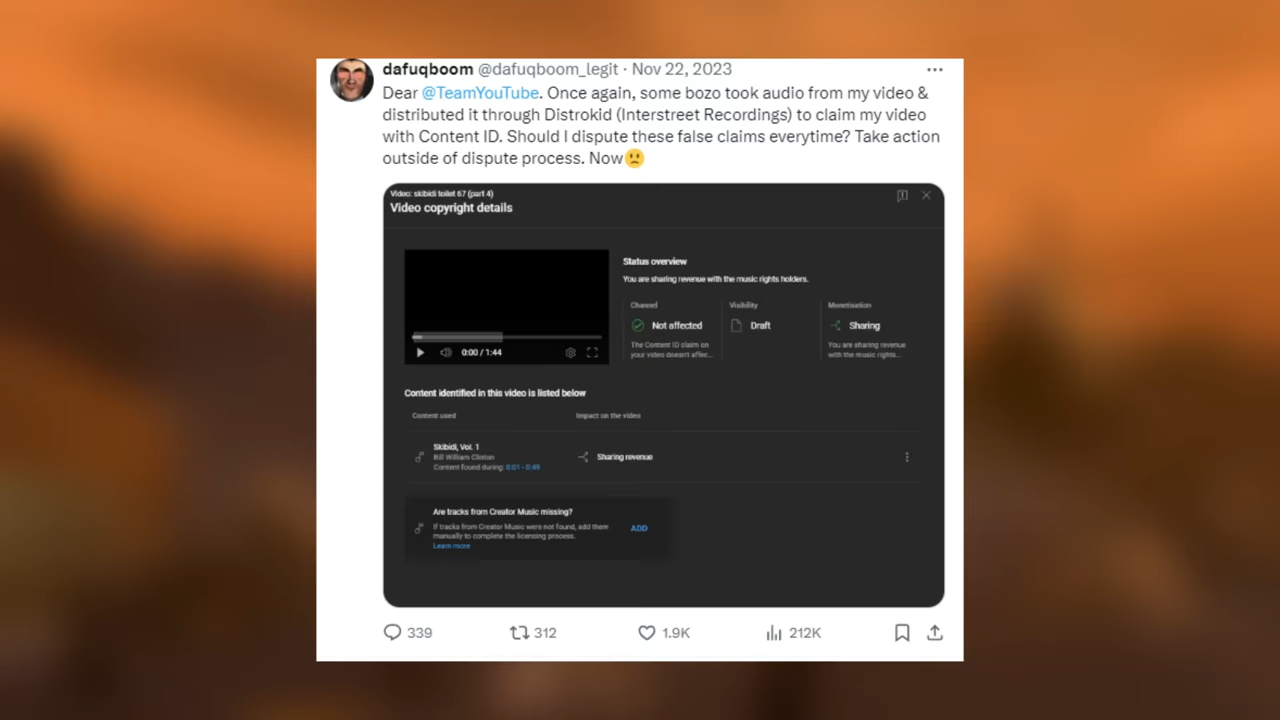 dafuqboom @dafuqboom_legit · Nov 22, 2023
Dear @TeamYouTube. Once again, some bozo took audio from my video &
distributed it through Distrokid (Interstreet Recordings) to claim my video
with Content ID. Should I dispute these false claims everytime? Take action
outside of dispute process. Now
Video: skibidi toilet 67 (part 4)
Video copyright details
Status overview
You are sharing revenue with the music rights holders.
Channel
Visibility
Monetisation
Not affected
Draft
Sharing
The Content ID claim on
your video doesn't affec...
You are sharing revenue
with the music rights...
0:00 / 1:44
Content identified in this video is listed below
Content used
Impact on the video
Skibidi, Vol. 1
Bill William Clinton
Content found during: 0:01 - 0:49
Sharing revenue
Are tracks from Creator Music missing?
If tracks from Creator Music were not found, add them
manually to complete the licensing process.
Learn more
ADD
339
312
1.9K
212K